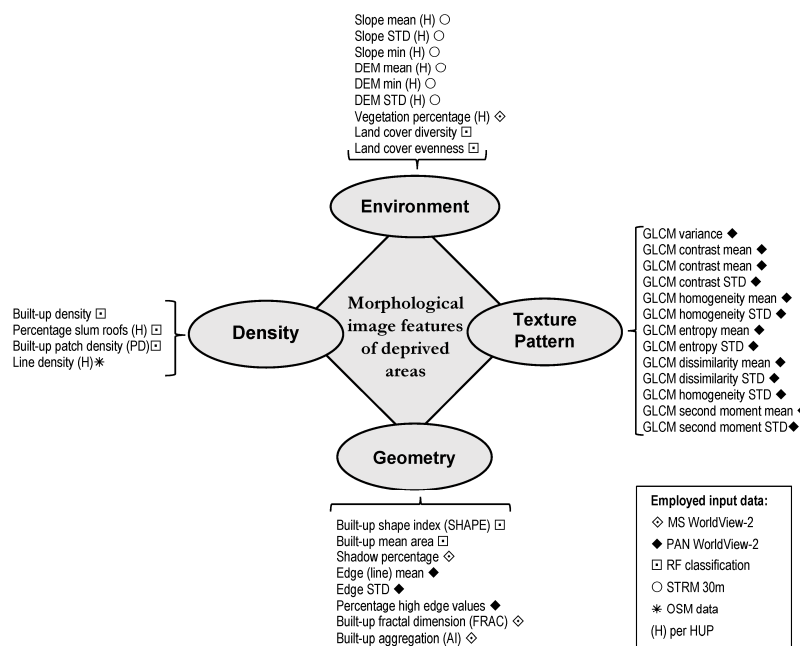 Slope mean (H) ○
Slope STD (H) ○
Slope min (H) ○
DEM mean (H) ○
DEM min (H) ○
DEM STD (H) ○
Vegetation percentage (H) ⟐
Land cover diversity ⊡
Land cover evenness ⊡
Environment
Built-up density ⊡
Percentage slum roofs (H) ⊡
Built-up patch density (PD)⊡
Line density (H)✳
Density
Morphological
image features
of deprived
areas
Texture
Pattern
GLCM variance ◆
GLCM contrast mean ◆
GLCM contrast mean ◆
GLCM contrast STD ◆
GLCM homogeneity mean ◆
GLCM homogeneity STD ◆
GLCM entropy mean ◆
GLCM entropy STD ◆
GLCM dissimilarity mean ◆
GLCM dissimilarity STD ◆
GLCM homogeneity STD ◆
GLCM second moment mean ◆
GLCM second moment STD◆
Geometry
Built-up shape index (SHAPE) ⊡
Built-up mean area ⊡
Shadow percentage ⟐
Edge (line) mean ◆
Edge STD ◆
Percentage high edge values ◆
Built-up fractal dimension (FRAC) ⟐
Built-up aggregation (AI) ⟐
Employed input data:
⟐ MS WorldView-2
◆ PAN WorldView-2
⊡ RF classification
○ STRM 30m
✳ OSM data
(H) per HUP